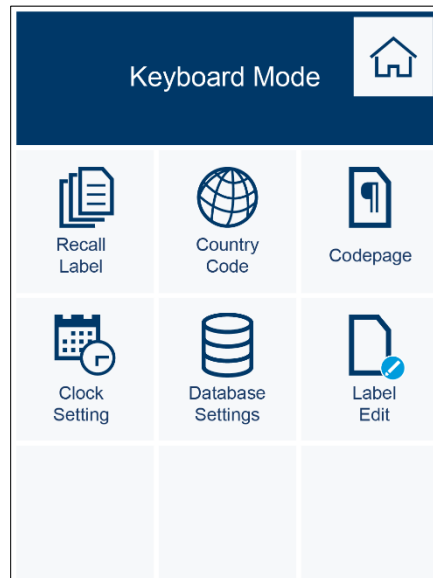 Keyboard Mode
Recall
Label
Country
Code
Codepage
Clock
Setting
Database
Settings
Label
Edit